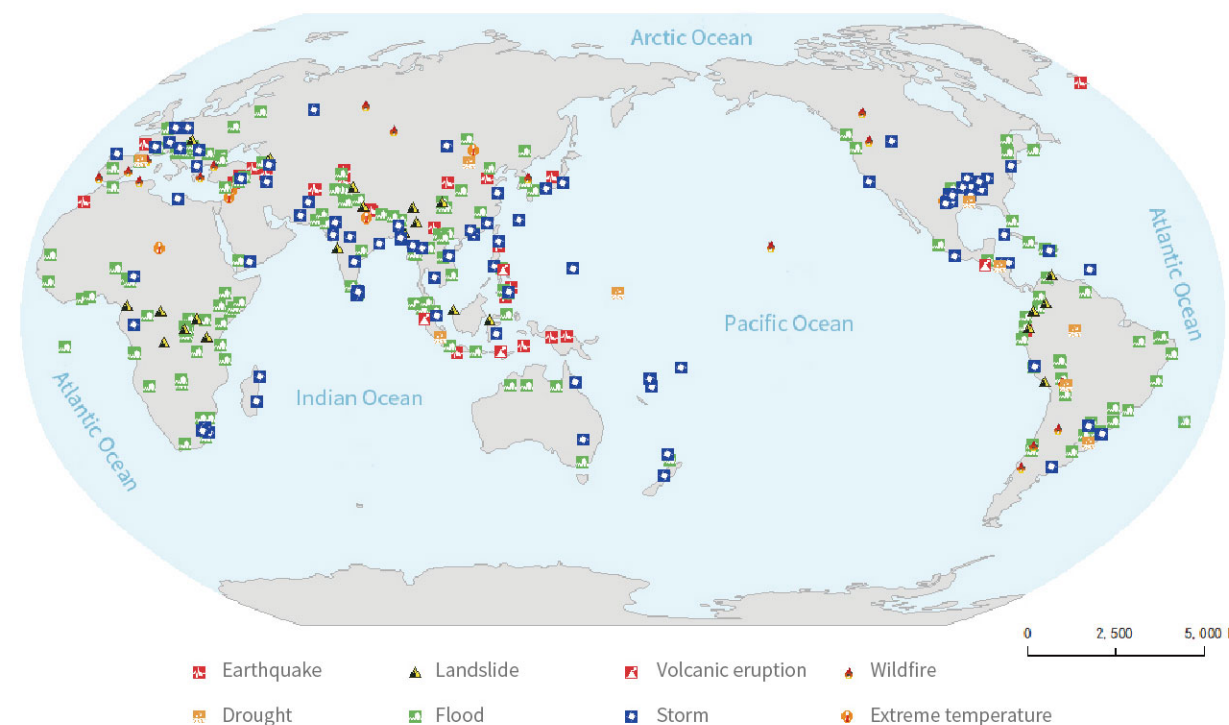 Arctic Ocean
Atlantic Ocean
Pacific Ocean
Indian Ocean
Atlantic Ocean
0 2,500 5,000
Earthquake Landslide Volcanic eruption Wildfire
Drought Flood Storm Extreme temperature